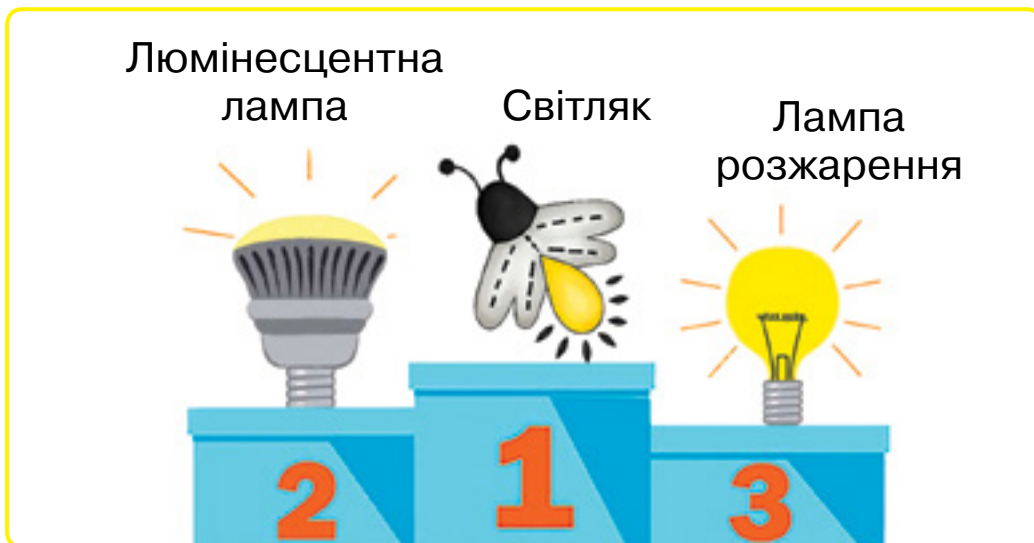 Люмінесцентна
лампа
Світляк
Лампа
розжарення
2
1
3